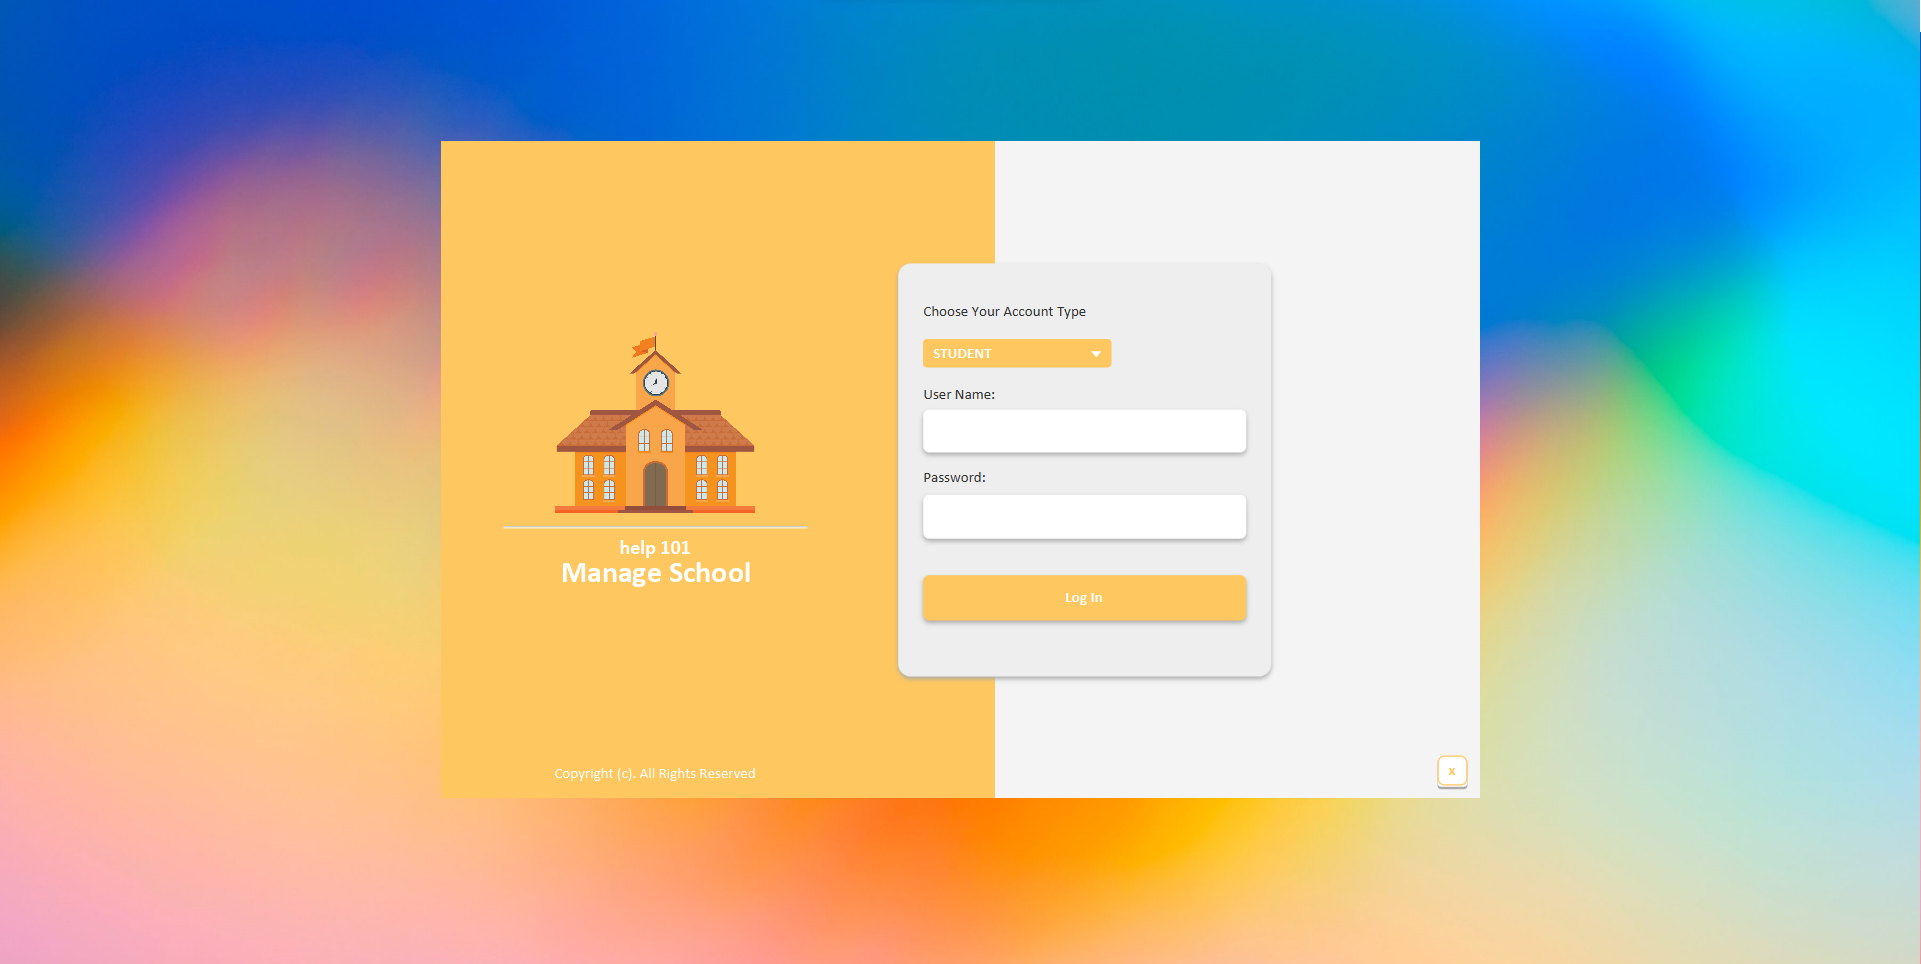 help 101
Manage School
Copyright (c). All Rights Reserved
Choose Your Account Type
STUDENT
User Name:
Password:
Log In
x